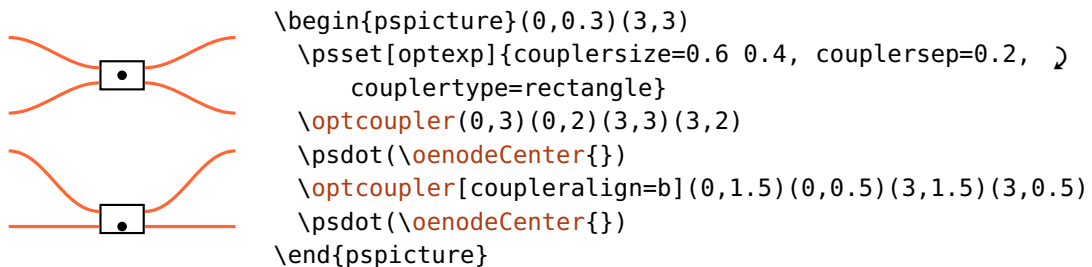 \begin{pspicture}(0,0.3)(3,3)
\psset[optexp]{couplersize=0.6 0.4, couplersep=0.2,
couplertype=rectangle}
\optcoupler(0,3)(0,2)(3,3)(3,2)
\psdot(\oenodeCenter{})
\optcoupler[coupleralign=b](0,1.5)(0,0.5)(3,1.5)(3,0.5)
\psdot(\oenodeCenter{})
\end{pspicture}